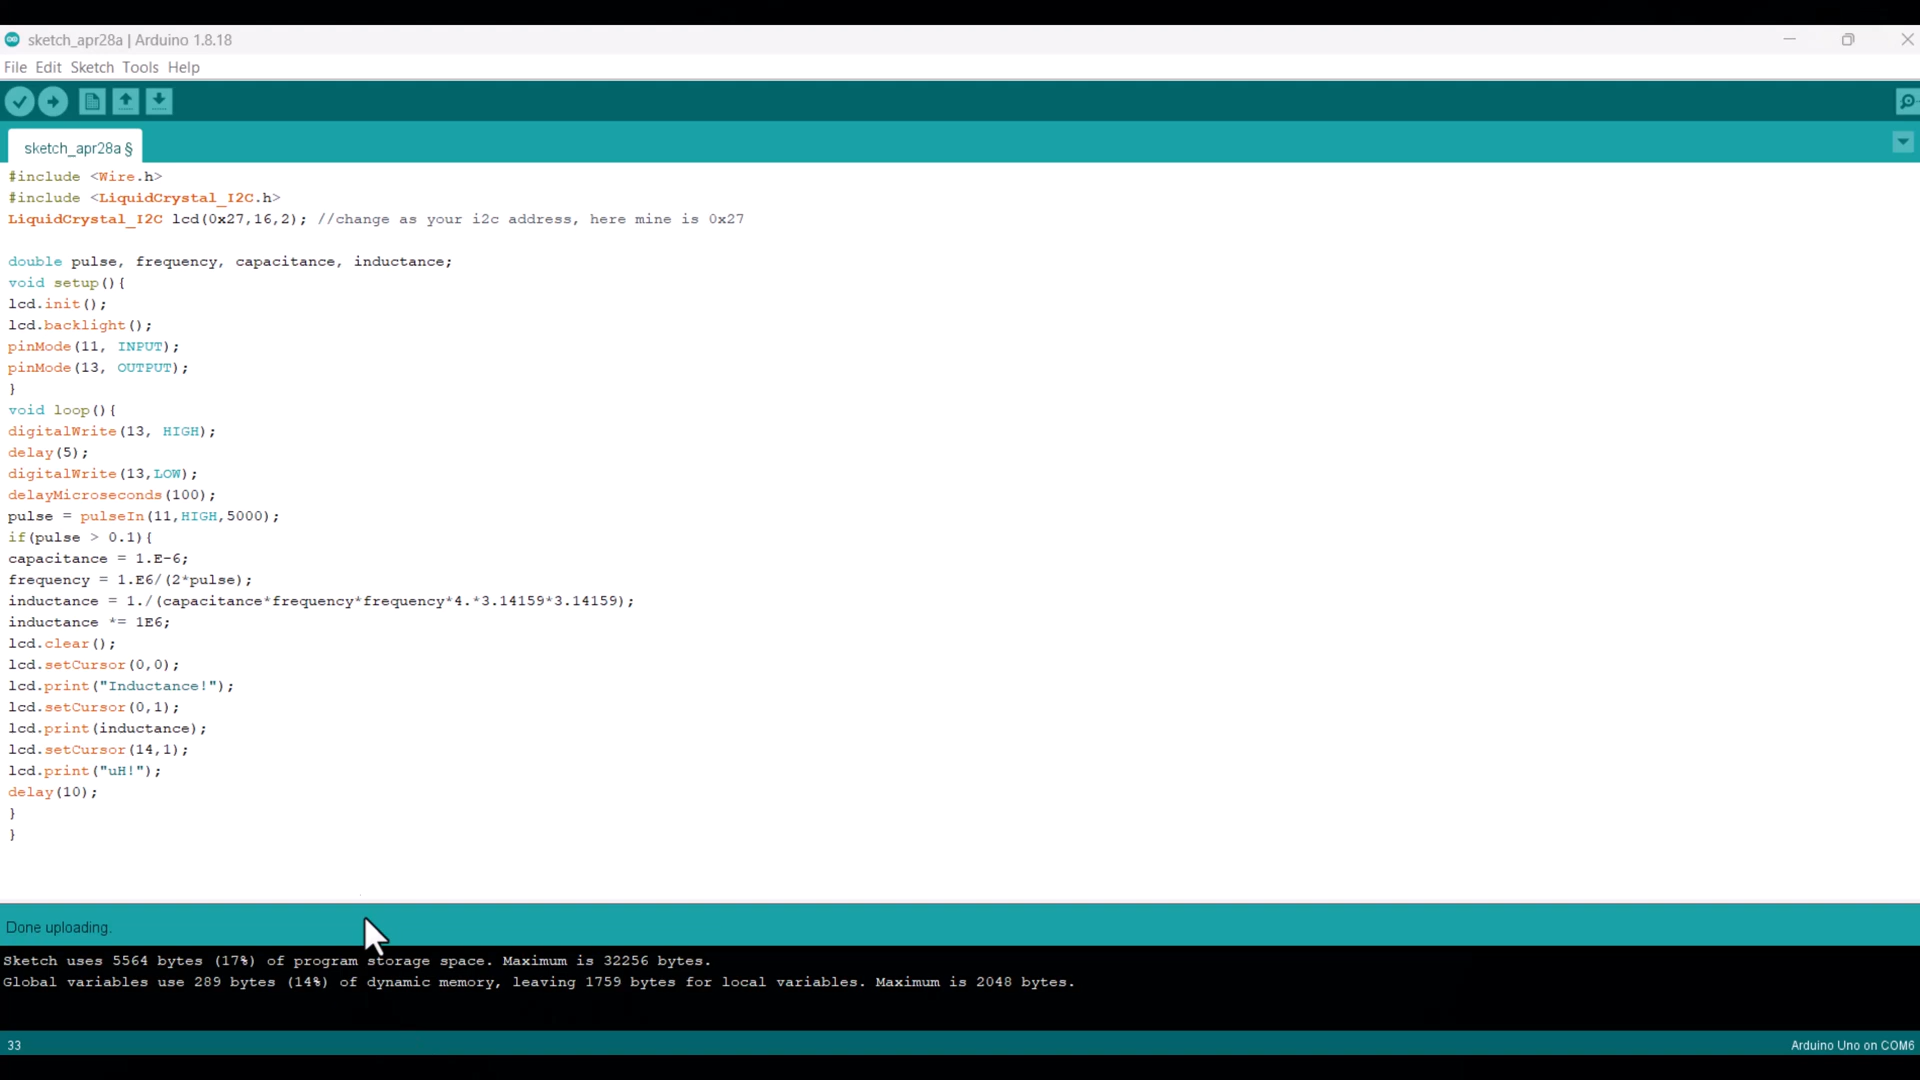 sketch_apr28a | Arduino 1.8.18
File Edit Sketch Tools Help
sketch_apr28a §
#include <Wire.h>
#include <LiquidCrystal_I2C.h>
LiquidCrystal_I2C lcd(0x27,16,2); //change as your i2c address, here mine is 0x27
double pulse, frequency, capacitance, inductance;
void setup(){
lcd.init();
lcd.backlight();
pinMode(11, INPUT);
pinMode(13, OUTPUT);
}
void loop(){
digitalWrite(13, HIGH);
delay(5);
digitalWrite(13,LOW);
delayMicroseconds(100);
pulse = pulseIn(11,HIGH,5000);
if(pulse > 0.1){
capacitance = 1.E-6;
frequency = 1.E6/(2*pulse);
inductance = 1./(capacitance*frequency*frequency*4.*3.14159*3.14159);
inductance *= 1E6;
lcd.clear();
lcd.setCursor(0,0);
lcd.print("Inductance!");
lcd.setCursor(0,1);
lcd.print(inductance);
lcd.setCursor(14,1);
lcd.print("uH!");
delay(10);
}
}
Done uploading.
Sketch uses 5564 bytes (17%) of program storage space. Maximum is 32256 bytes.
Global variables use 289 bytes (14%) of dynamic memory, leaving 1759 bytes for local variables. Maximum is 2048 bytes.
33
Arduino Uno on COM6